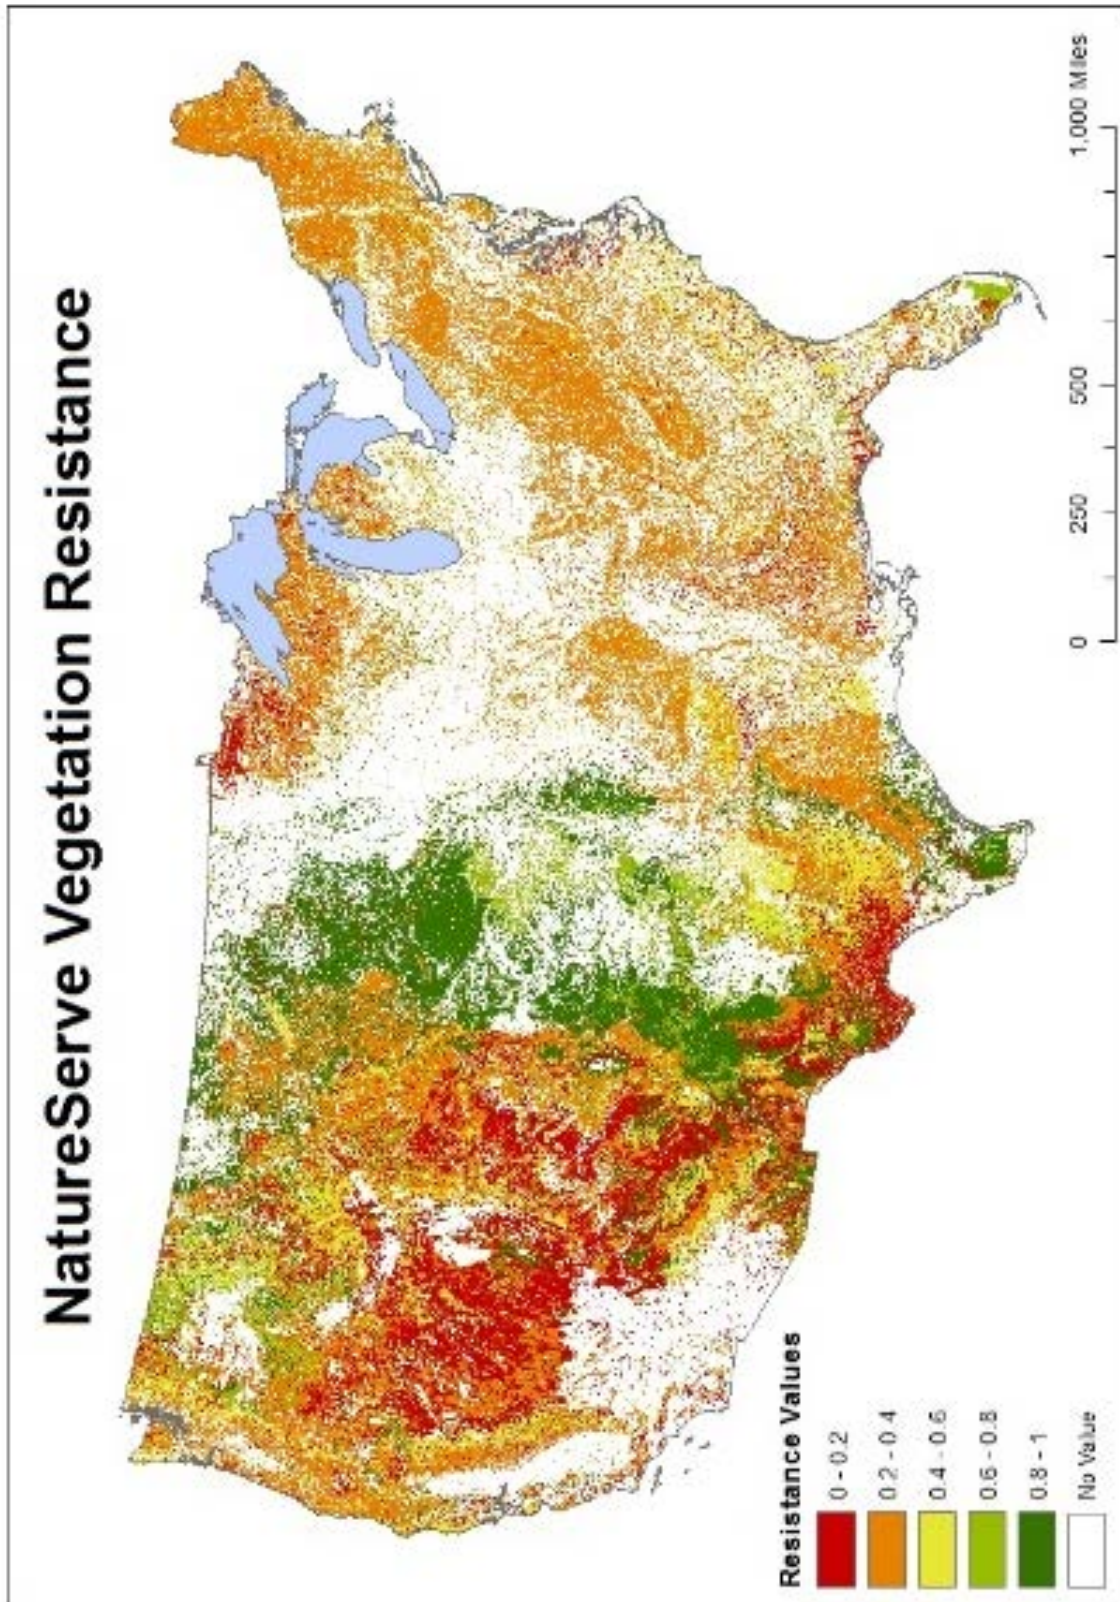 NatureServe Vegetation Resistance
Resistance Values
0 - 0.2
0.2 - 0.4
0.4 - 0.6
0.6 - 0.8
0.8 - 1
No Value
0 250 500 1,000 Miles